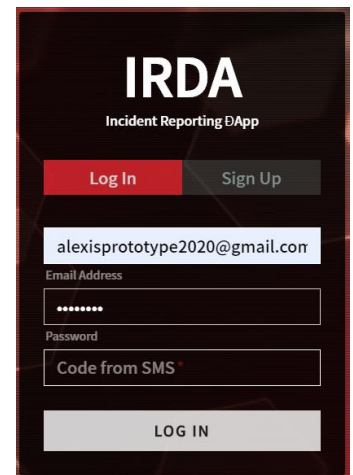 IRDA
Incident Reporting ĐApp
Log In Sign Up
alexisprototype2020@gmail.com
Email Address
••••••••
Password
Code from SMS*
LOG IN